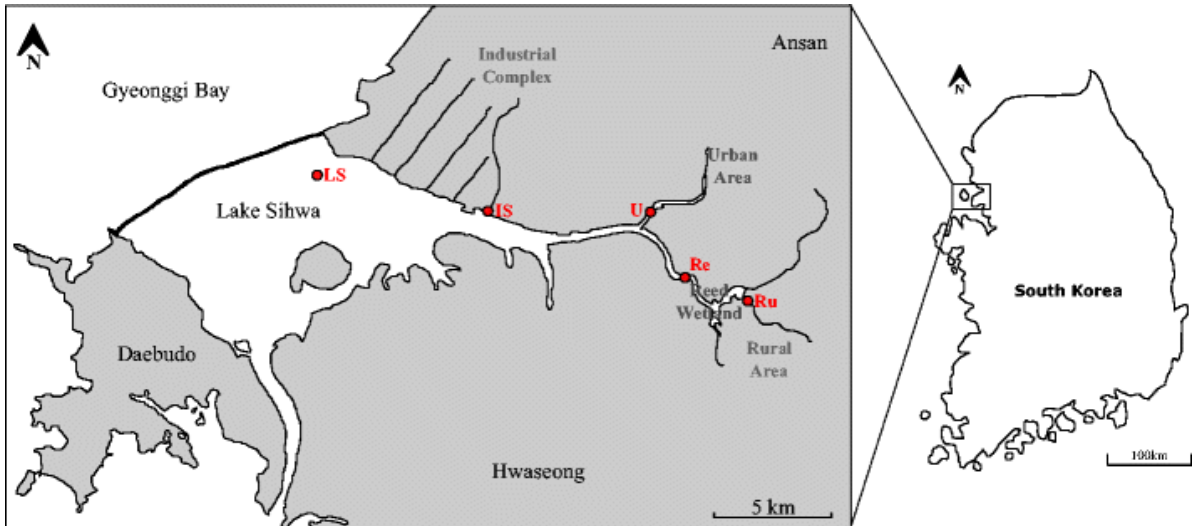 N
Gyeonggi Bay
Industrial
Complex
Ansan
N
LS
Lake Sihwa
IS
U
Urban
Area
Re
Reed
Wetland
Ru
Rural
Area
Daebudo
Hwaseong
5 km
South Korea
100km